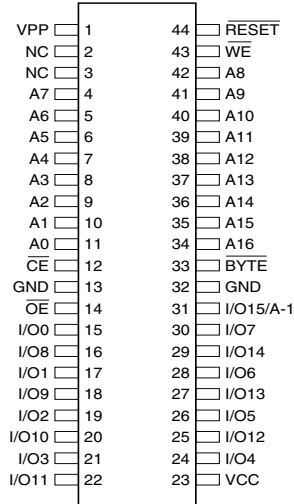 VPP 1 44 RESET
NC 2 43 WE
NC 3 42 A8
A7 4 41 A9
A6 5 40 A10
A5 6 39 A11
A4 7 38 A12
A3 8 37 A13
A2 9 36 A14
A1 10 35 A15
A0 11 34 A16
CE 12 33 BYTE
GND 13 32 GND
OE 14 31 I/O15/A-1
I/O0 15 30 I/O7
I/O8 16 29 I/O14
I/O1 17 28 I/O6
I/O9 18 27 I/O13
I/O2 19 26 I/O5
I/O10 20 25 I/O12
I/O3 21 24 I/O4
I/O11 22 23 VCC